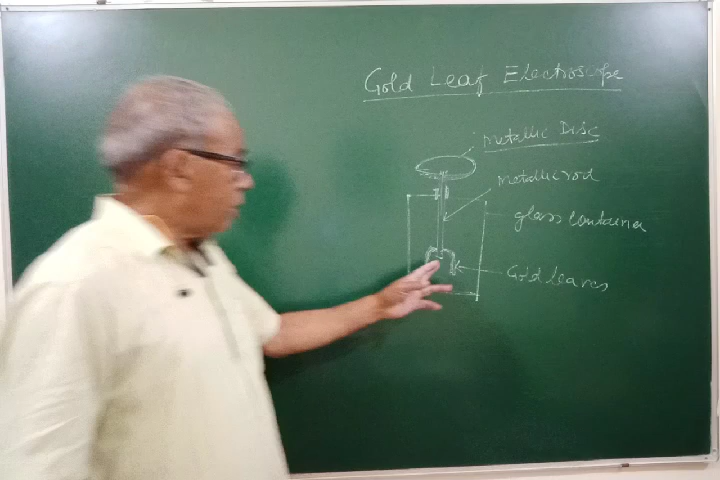 Gold Leaf Electroscope
Metallic Disc
Metallic rod
glass container
Gold leaves